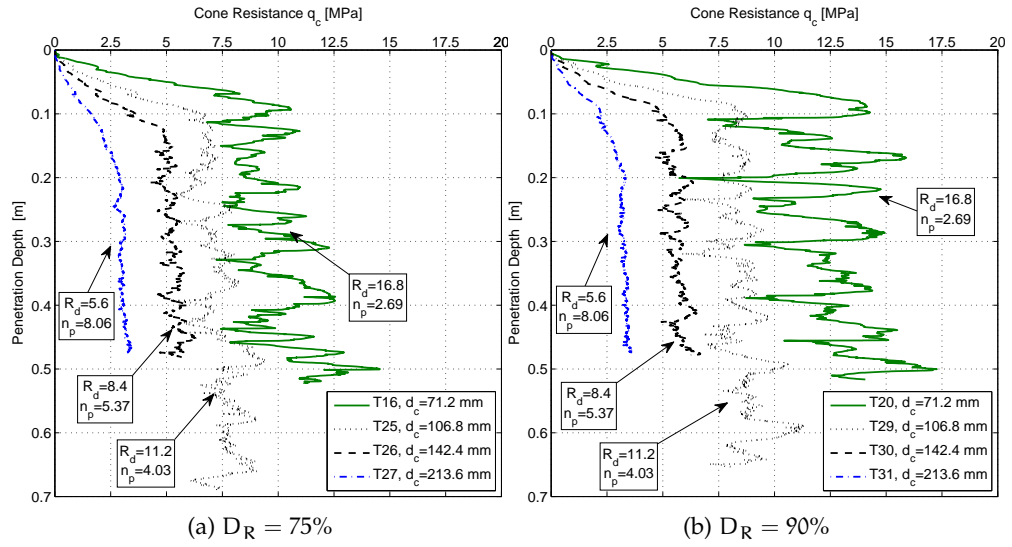 Cone Resistance q_c [MPa]
0 2.5 5 7.5 10 12.5 15 17.5 20
0
0.1
0.2
0.3
0.4
0.5
0.6
0.7
Penetration Depth [m]
R_d=16.8
n_p=2.69
R_d=5.6
n_p=8.06
R_d=8.4
n_p=5.37
R_d=11.2
n_p=4.03
T16, d_c=71.2 mm
T25, d_c=106.8 mm
T26, d_c=142.4 mm
T27, d_c=213.6 mm
(a) D_R = 75%
Cone Resistance q_c [MPa]
0 2.5 5 7.5 10 12.5 15 17.5 20
0
0.1
0.2
0.3
0.4
0.5
0.6
0.7
Penetration Depth [m]
R_d=16.8
n_p=2.69
R_d=5.6
n_p=8.06
R_d=8.4
n_p=5.37
R_d=11.2
n_p=4.03
T20, d_c=71.2 mm
T29, d_c=106.8 mm
T30, d_c=142.4 mm
T31, d_c=213.6 mm
(b) D_R = 90%